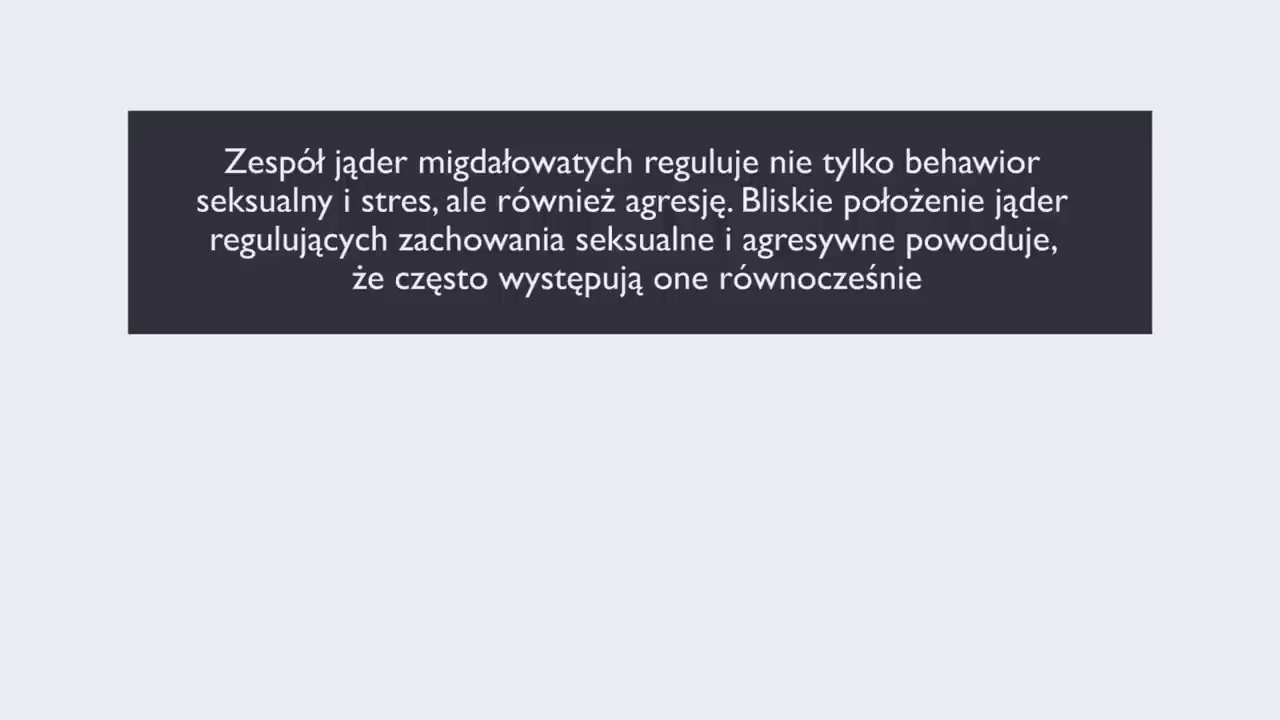 Zespół jąder migdałowatych reguluje nie tylko behawior
seksualny i stres, ale również agresję. Bliskie położenie jąder
regulujących zachowania seksualne i agresywne powoduje,
że często występują one równocześnie